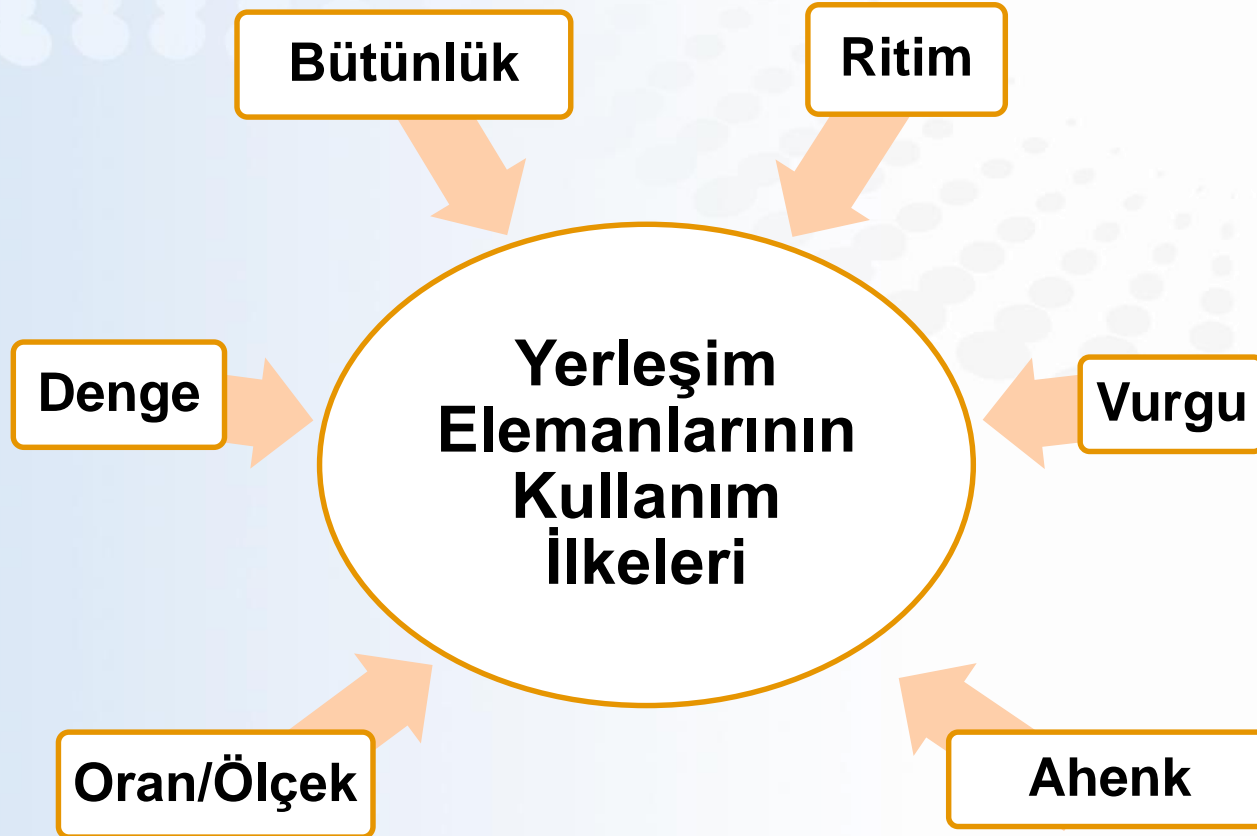 Bütünlük
Ritim
Denge
Yerleşim
Elemanlarının
Kullanım
İlkeleri
Vurgu
Oran/Ölçek
Ahenk